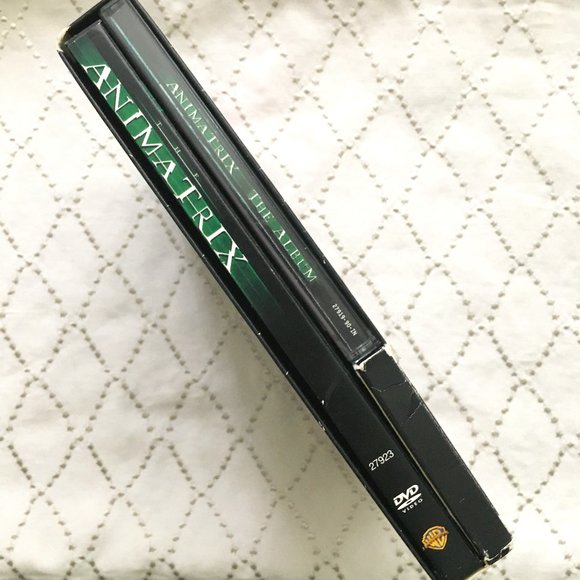 THE
ANIMATRIX
27923
DVD
VIDEO
ANIMATRIX THE ALBUM